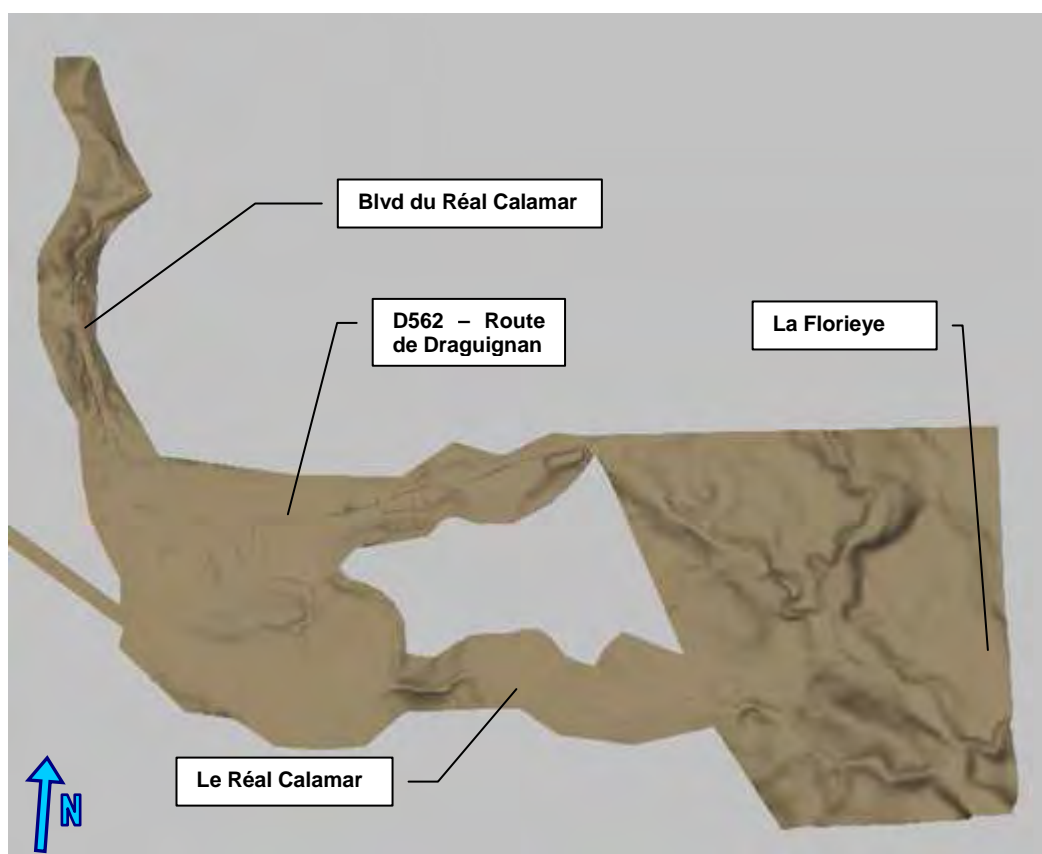 Blvd du Réal Calamar
D562 – Route
de Draguignan
La Florieye
Le Réal Calamar
N